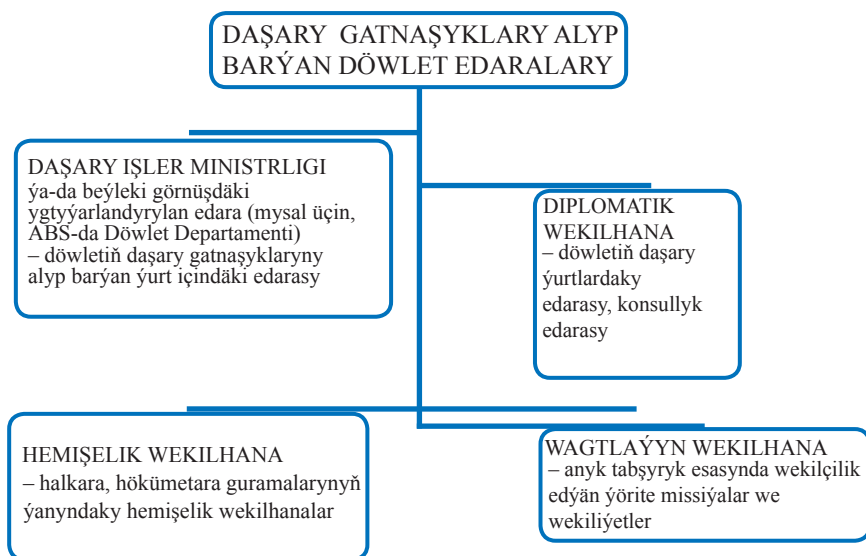 DAŞARY GATNAŞYKLARY ALYP
BARÝAN DÖWLET EDARALARY
DAŞARY IŞLER MINISTRLIGI
ýa-da beýleki görnüşdäki
ygtyýarlandyrylan edara (mysal üçin,
ABS-da Döwlet Departamenti)
– döwletiň daşary gatnaşyklaryny
alyp barýan ýurt içindäki edarasy
DIPLOMATIK
WEKILHANA
– döwletiň daşary
ýurtlardaky
edarasy, konsullyk
edarasy
HEMIŞELIK WEKILHANA
– halkara, hökümetara guramalarynyň
ýanyndaky hemişelik wekilhanalar
WAGTLAÝYN WEKILHANA
– anyk tabşyryk esasynda wekilçilik
edýän ýörite missiýalar we
wekiliýetler